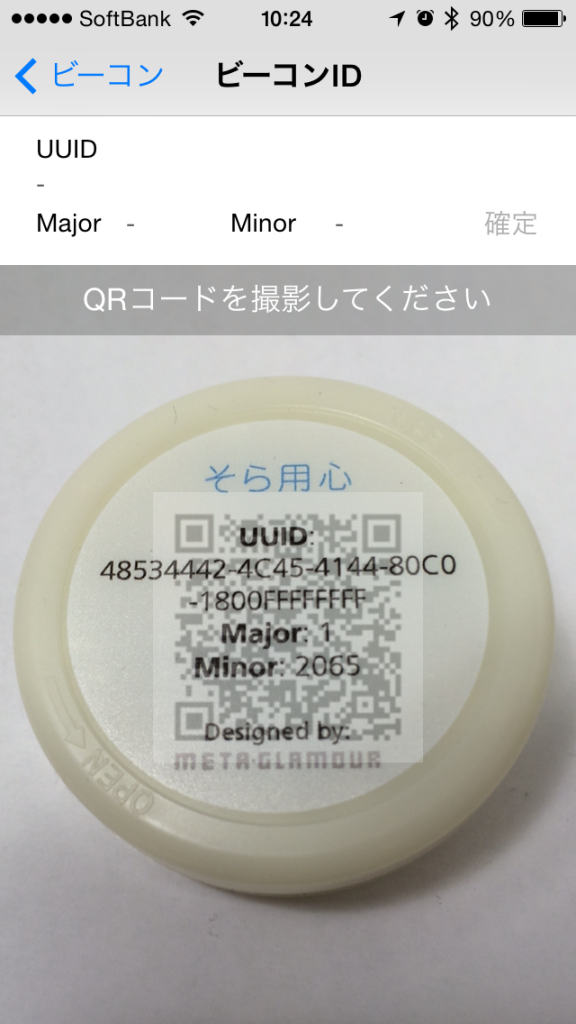 SoftBank 10:24 90%
ビーコン ビーコンID
UUID
-
Major - Minor - 確定
QRコードを撮影してください
そら用心
UUID:
48534442-4C45-4144-80C0
-1800FFFFFFFF
Major: 1
Minor: 2065
Designed by:
META-GLAMOUR
OPEN